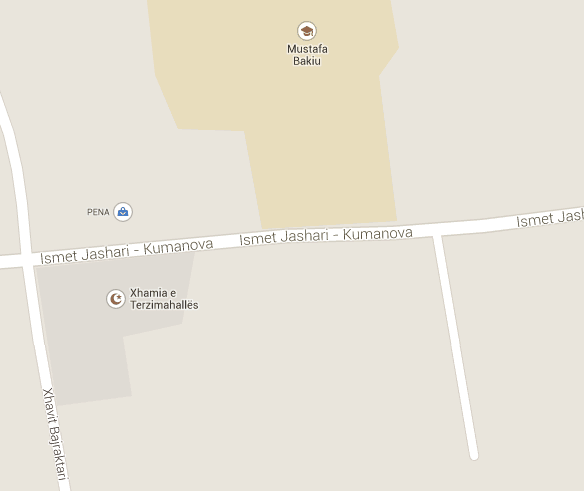 Mustafa
Bakiu
PENA
Ismet Jashari - Kumanova
Ismet Jashari - Kumanova
Ismet Jash
Xhamia e
Terzimahallës
Xhavit Bajraktari